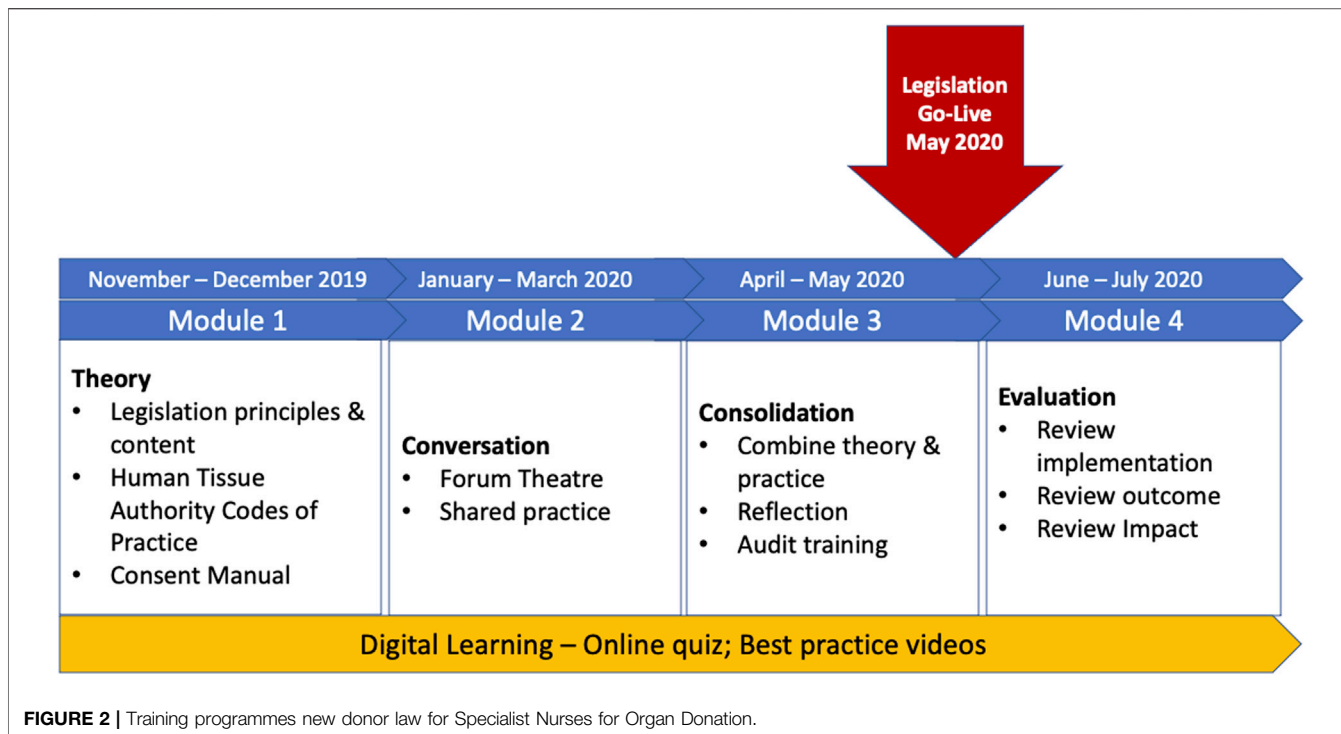 Legislation
Go-Live
May 2020
November – December 2019
January – March 2020
April – May 2020
June – July 2020
Module 1
Module 2
Module 3
Module 4
Theory
• Legislation principles &
content
• Human Tissue
Authority Codes of
Practice
• Consent Manual
Conversation
• Forum Theatre
• Shared practice
Consolidation
• Combine theory &
practice
• Reflection
• Audit training
Evaluation
• Review
implementation
• Review outcome
• Review Impact
Digital Learning – Online quiz; Best practice videos
FIGURE 2 | Training programmes new donor law for Specialist Nurses for Organ Donation.